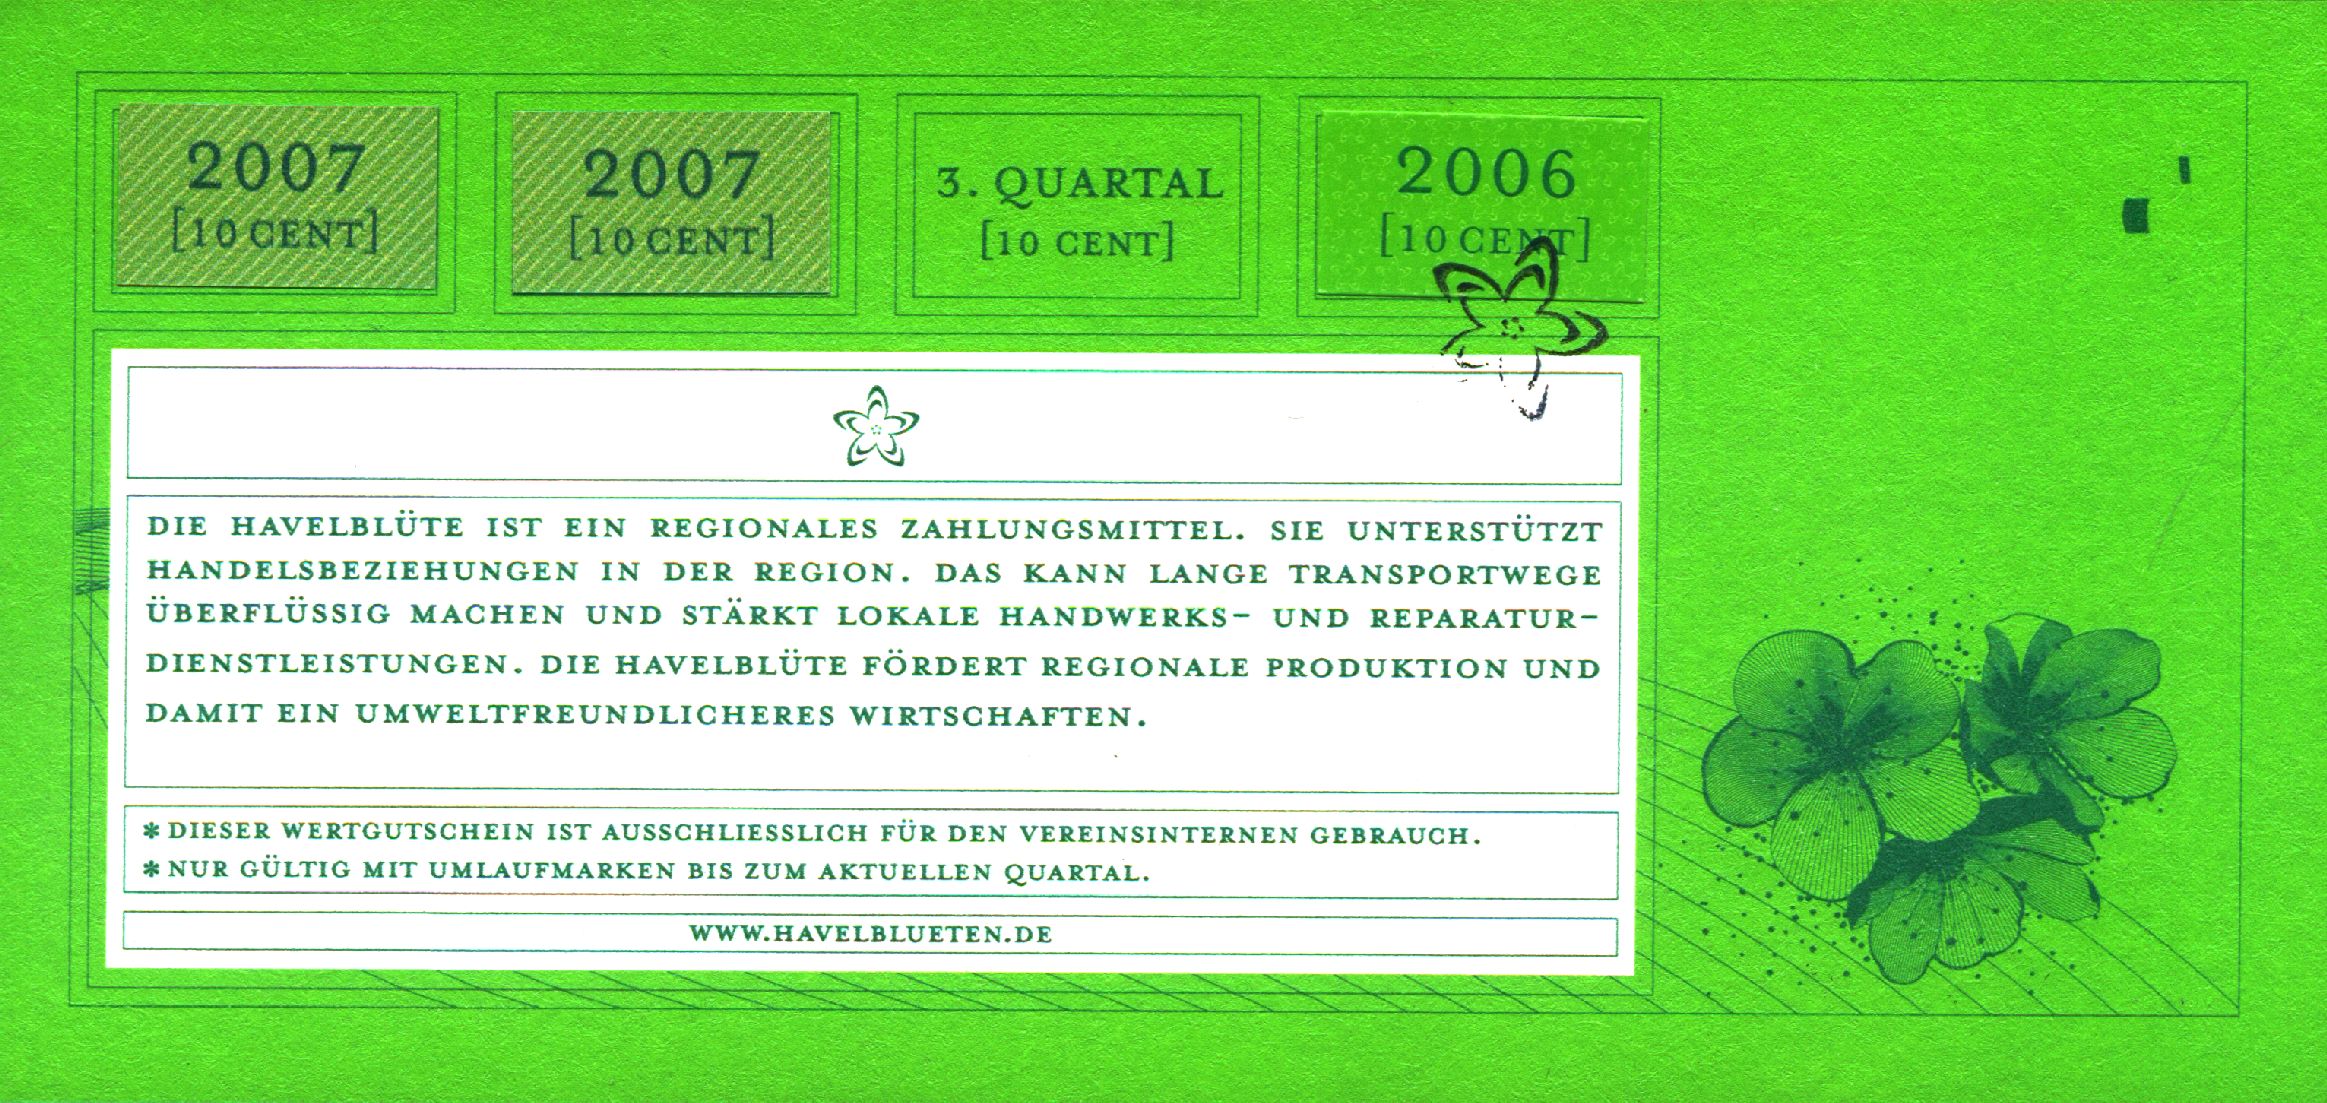 2007
[10 CENT]
2007
[10 CENT]
3. QUARTAL
[10 CENT]
2006
[10 CENT]
DIE HAVELBLÜTE IST EIN REGIONALES ZAHLUNGSMITTEL. SIE UNTERSTÜTZT
HANDELSBEZIEHUNGEN IN DER REGION. DAS KANN LANGE TRANSPORTWEGE
ÜBERFLÜSSIG MACHEN UND STÄRKT LOKALE HANDWERKS- UND REPARATUR-
DIENSTLEISTUNGEN. DIE HAVELBLÜTE FÖRDERT REGIONALE PRODUKTION UND
DAMIT EIN UMWELTFREUNDLICHERES WIRTSCHAFTEN.
* DIESER WERTGUTSCHEIN IST AUSSCHLIESSLICH FÜR DEN VEREINSINTERNEN GEBRAUCH.
* NUR GÜLTIG MIT UMLAUFMARKEN BIS ZUM AKTUELLEN QUARTAL.
WWW.HAVELBLUETEN.DE